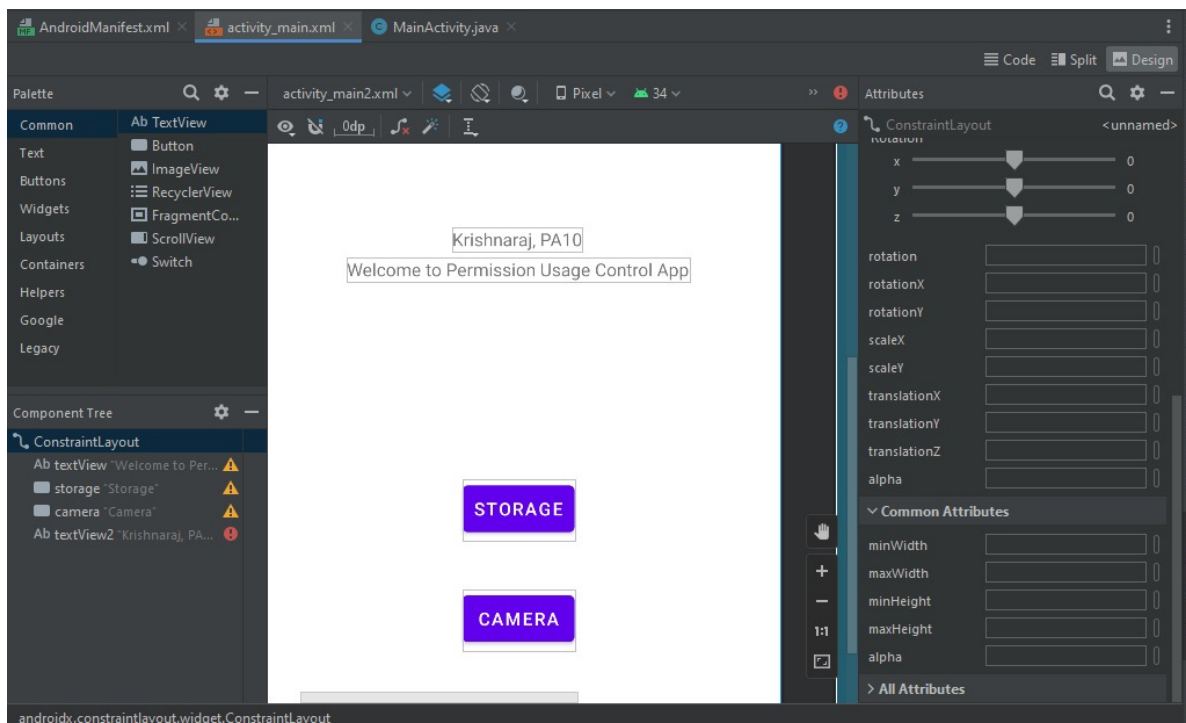 AndroidManifest.xml
activity_main.xml
MainActivity.java
Code
Split
Design
Palette
Common
Text
Buttons
Widgets
Layouts
Containers
Helpers
Google
Legacy
Ab TextView
Button
ImageView
RecyclerView
FragmentCo...
ScrollView
Switch
Component Tree
ConstraintLayout
Ab textView "Welcome to Per...
storage "Storage"
camera "Camera"
Ab textView2 "Krishnaraj, PA...
activity_main2.xml
Pixel
34
0dp
Krishnaraj, PA10
Welcome to Permission Usage Control App
STORAGE
CAMERA
1:1
Attributes
ConstraintLayout <unnamed>
Rotation
x 0
y 0
z 0
rotation
rotationX
rotationY
scaleX
scaleY
translationX
translationY
translationZ
alpha
Common Attributes
minWidth
maxWidth
minHeight
maxHeight
alpha
All Attributes
androidx.constraintlayout.widget.ConstraintLayout